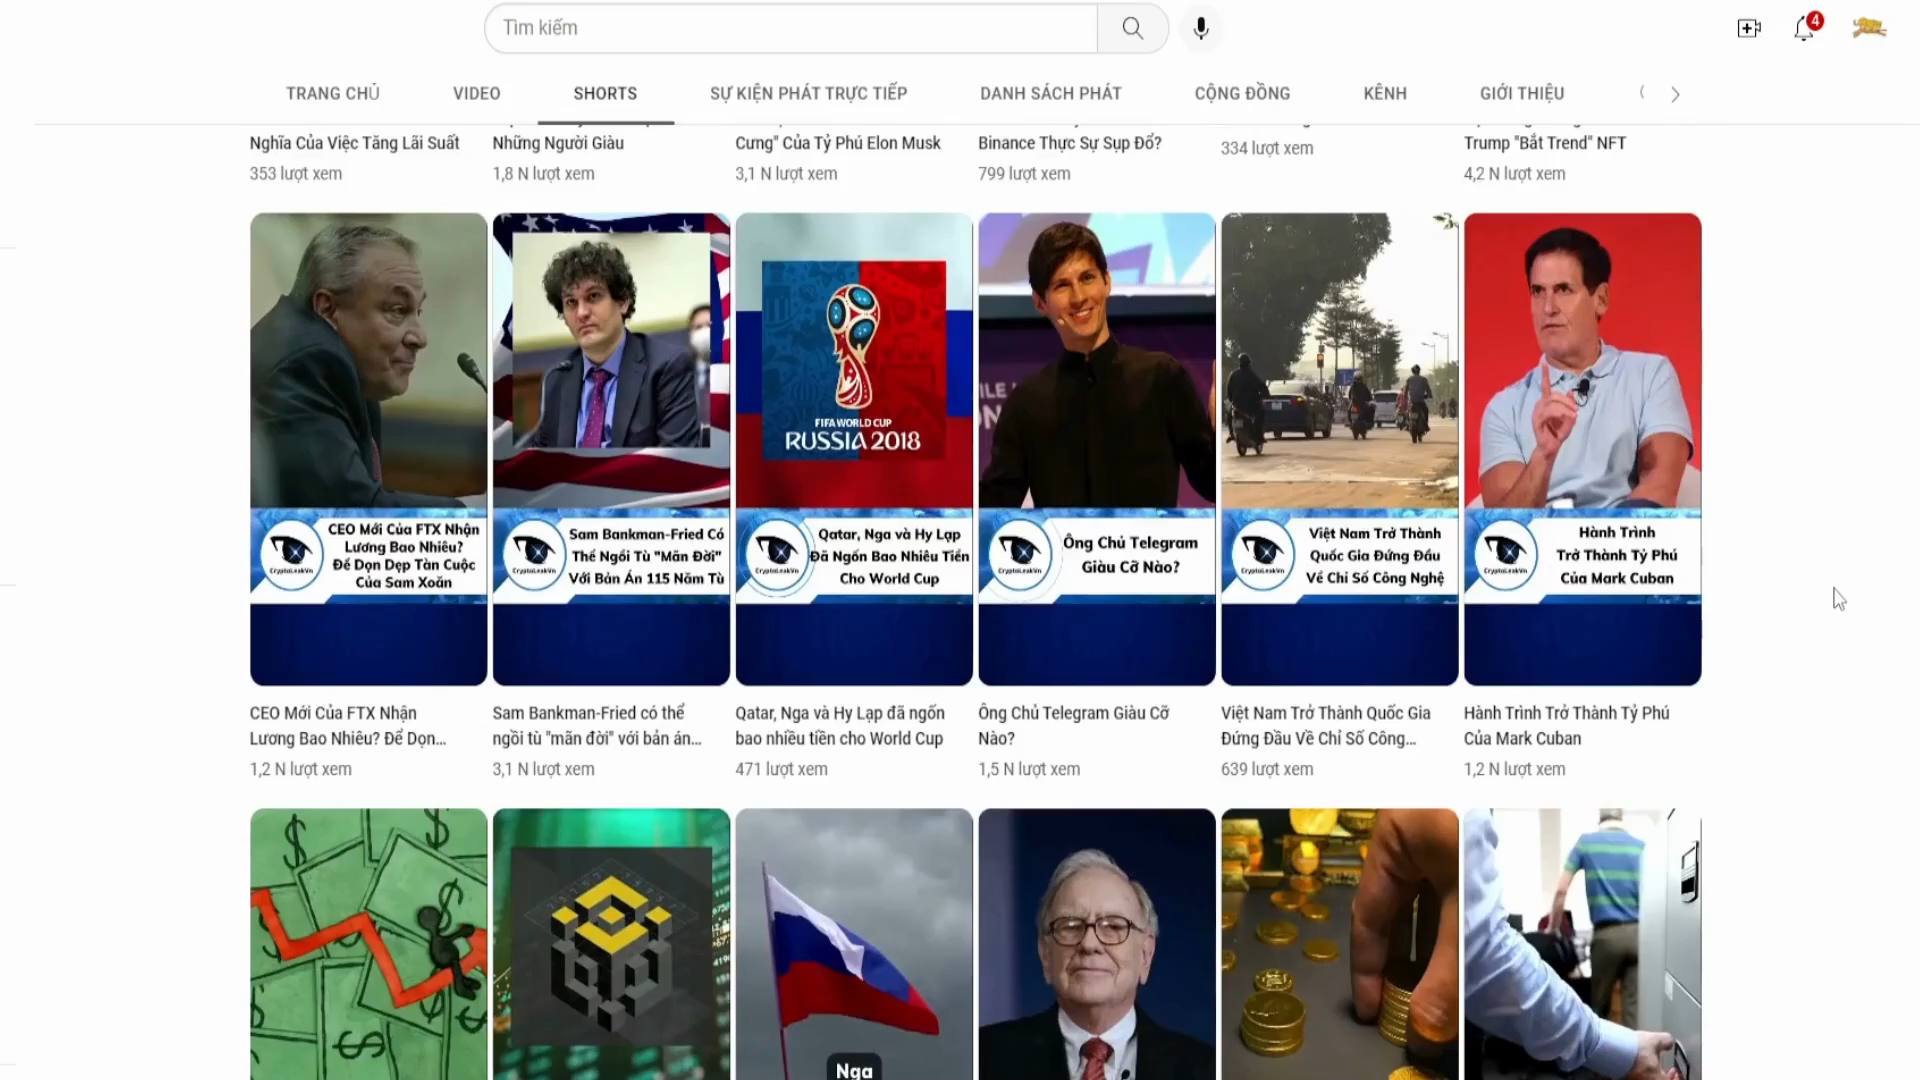 Tìm kiếm
4
TRANG CHỦ VIDEO SHORTS SỰ KIỆN PHÁT TRỰC TIẾP DANH SÁCH PHÁT CỘNG ĐỒNG KÊNH GIỚI THIỆU
Nghĩa Của Việc Tăng Lãi Suất
353 lượt xem
Những Người Giàu
1,8 N lượt xem
Cưng" Của Tỷ Phú Elon Musk
3,1 N lượt xem
Binance Thực Sự Sụp Đổ?
799 lượt xem
334 lượt xem
Trump "Bắt Trend" NFT
4,2 N lượt xem
CEO Mới Của FTX Nhận
Lương Bao Nhiêu?
Để Dọn Dẹp Tàn Cuộc
Của Sam Xoăn
CryptoLeakVn
Sam Bankman-Fried Có
Thể Ngồi Tù "Mãn Đời"
Với Bản Án 115 Năm Tù
CryptoLeakVn
FIFA WORLD CUP
RUSSIA 2018
Qatar, Nga và Hy Lạp
Đã Ngốn Bao Nhiêu Tiền
Cho World Cup
CryptoLeakVn
Ông Chủ Telegram
Giàu Cỡ Nào?
CryptoLeakVn
Việt Nam Trở Thành
Quốc Gia Đứng Đầu
Về Chỉ Số Công Nghệ
CryptoLeakVn
Hành Trình
Trở Thành Tỷ Phú
Của Mark Cuban
CryptoLeakVn
CEO Mới Của FTX Nhận
Lương Bao Nhiêu? Để Dọn...
1,2 N lượt xem
Sam Bankman-Fried có thể
ngồi tù "mãn đời" với bản án...
3,1 N lượt xem
Qatar, Nga và Hy Lạp đã ngốn
bao nhiều tiền cho World Cup
471 lượt xem
Ông Chủ Telegram Giàu Cỡ
Nào?
1,5 N lượt xem
Việt Nam Trở Thành Quốc Gia
Đứng Đầu Về Chỉ Số Công...
639 lượt xem
Hành Trình Trở Thành Tỷ Phú
Của Mark Cuban
1,2 N lượt xem
Nga